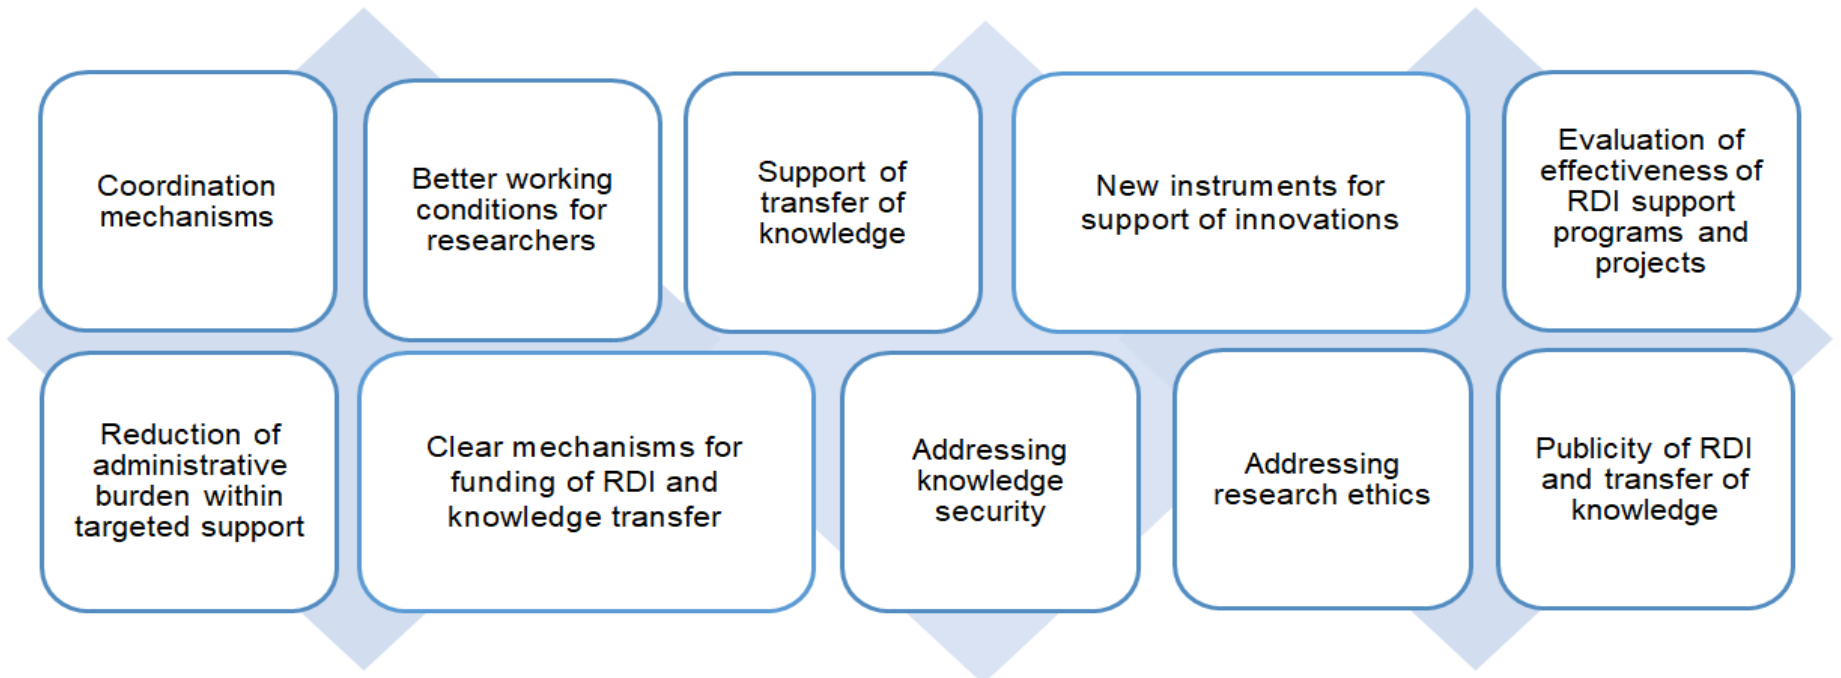 Coordination
mechanisms
Better working
conditions for
researchers
Support of
transfer of
knowledge
New instruments for
support of innovations
Evaluation of
effectiveness of
RDI support
programs and
projects
Reduction of
administrative
burden within
targeted support
Clear mechanisms for
funding of RDI and
knowledge transfer
Addressing
knowledge
security
Addressing
research ethics
Publicity of RDI
and transfer of
knowledge